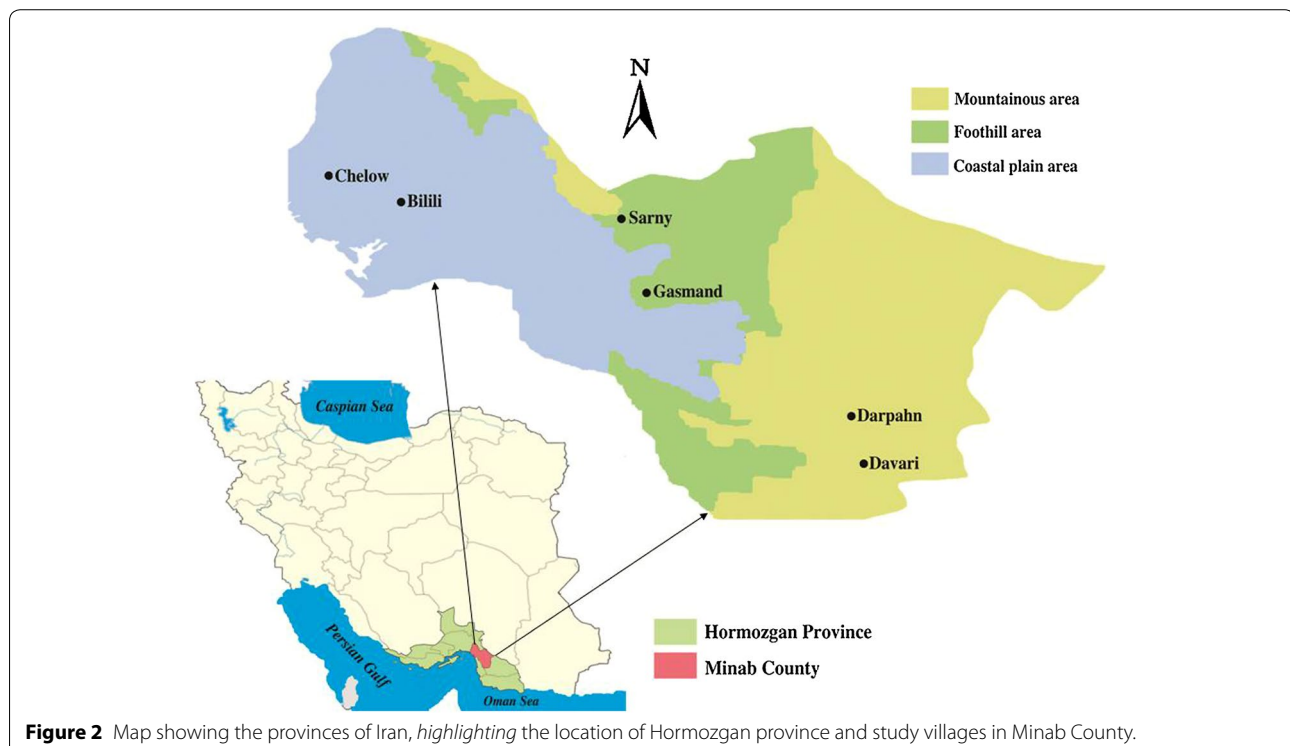 N
Mountainous area
Foothill area
Coastal plain area
Chelow
Bilili
Sarny
Gasmand
Darpahn
Davari
Caspian Sea
Persian Gulf
Oman Sea
Hormozgan Province
Minab County
Figure 2 Map showing the provinces of Iran, highlighting the location of Hormozgan province and study villages in Minab County.